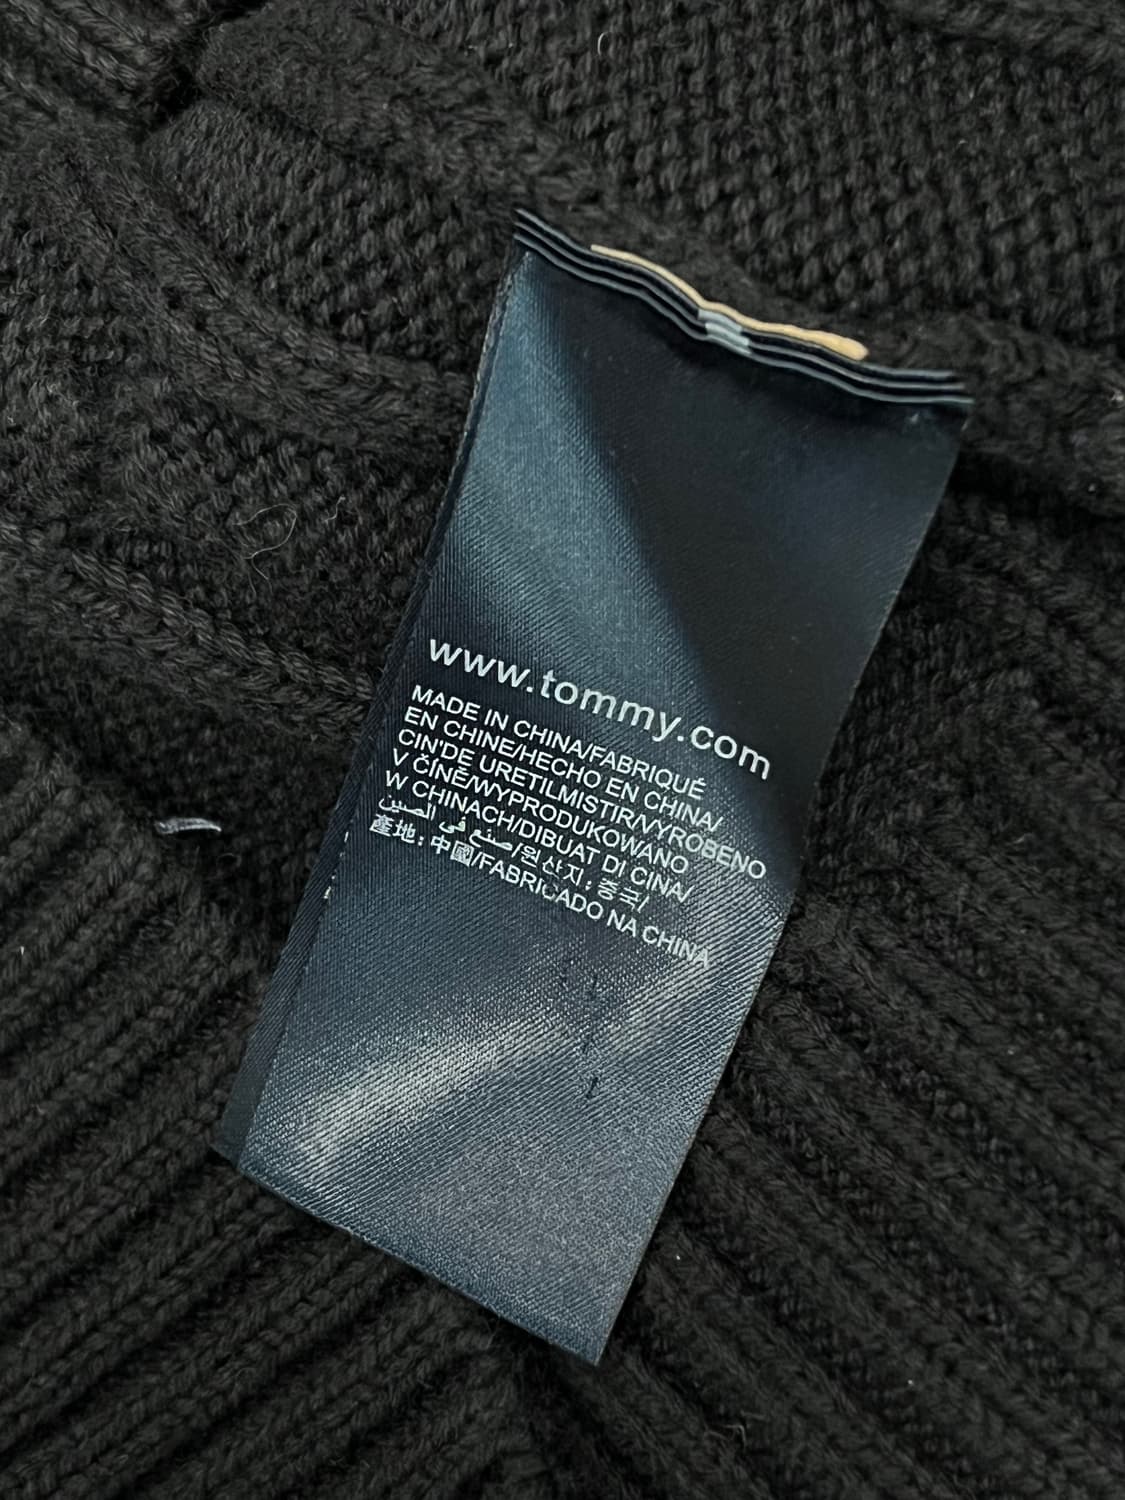 www.tommy.com
MADE IN CHINA/FABRIQUÉ
EN CHINE/HECHO EN CHINA/
CIN'DE URETILMISTIR/VYROBENO
V ČÍNĚ/WYPRODUKOWANO
W CHINACH/DIBUAT DI CINA/
صنع في الصين/원산지: 중국/
產地: 中國/FABRICADO NA CHINA